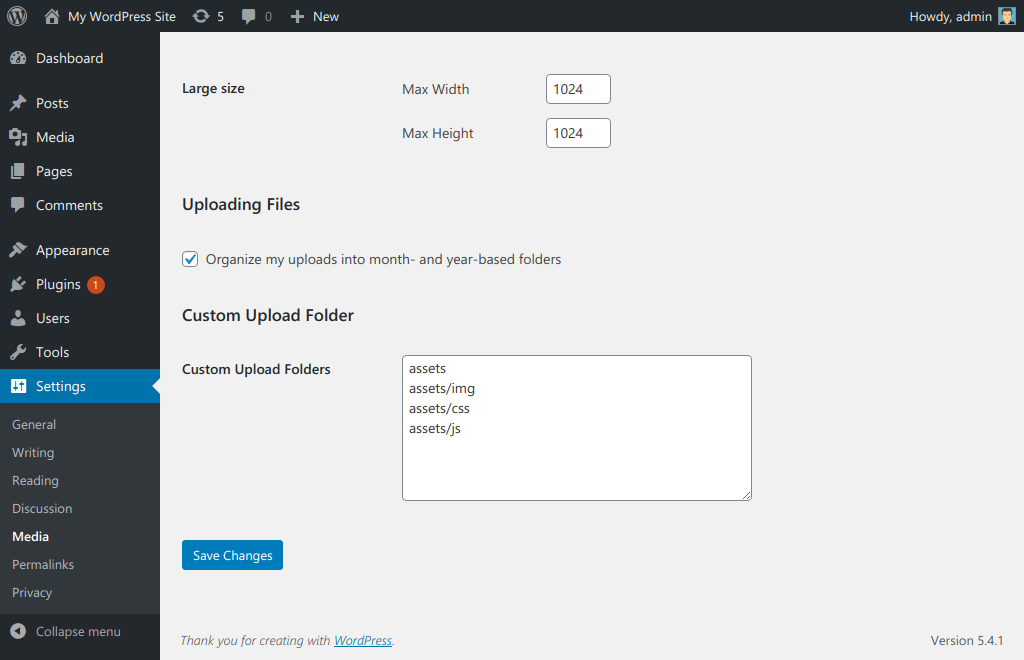 My WordPress Site 5 0 New Howdy, admin
Dashboard
Posts
Media
Pages
Comments
Appearance
Plugins 1
Users
Tools
Settings
General
Writing
Reading
Discussion
Media
Permalinks
Privacy
Collapse menu
Large size
Max Width 1024
Max Height 1024
Uploading Files
Organize my uploads into month- and year-based folders
Custom Upload Folder
Custom Upload Folders
assets
assets/img
assets/css
assets/js
Save Changes
Thank you for creating with WordPress. Version 5.4.1